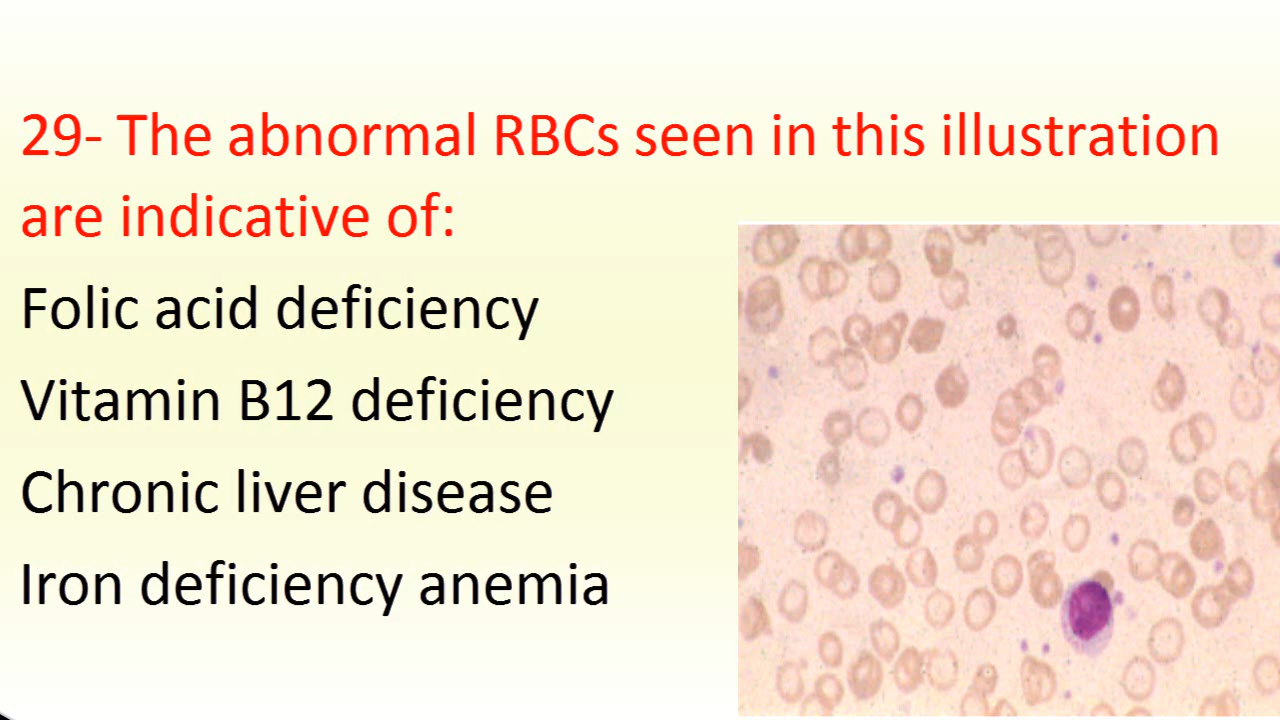 29- The abnormal RBCs seen in this illustration
are indicative of:
Folic acid deficiency
Vitamin B12 deficiency
Chronic liver disease
Iron deficiency anemia